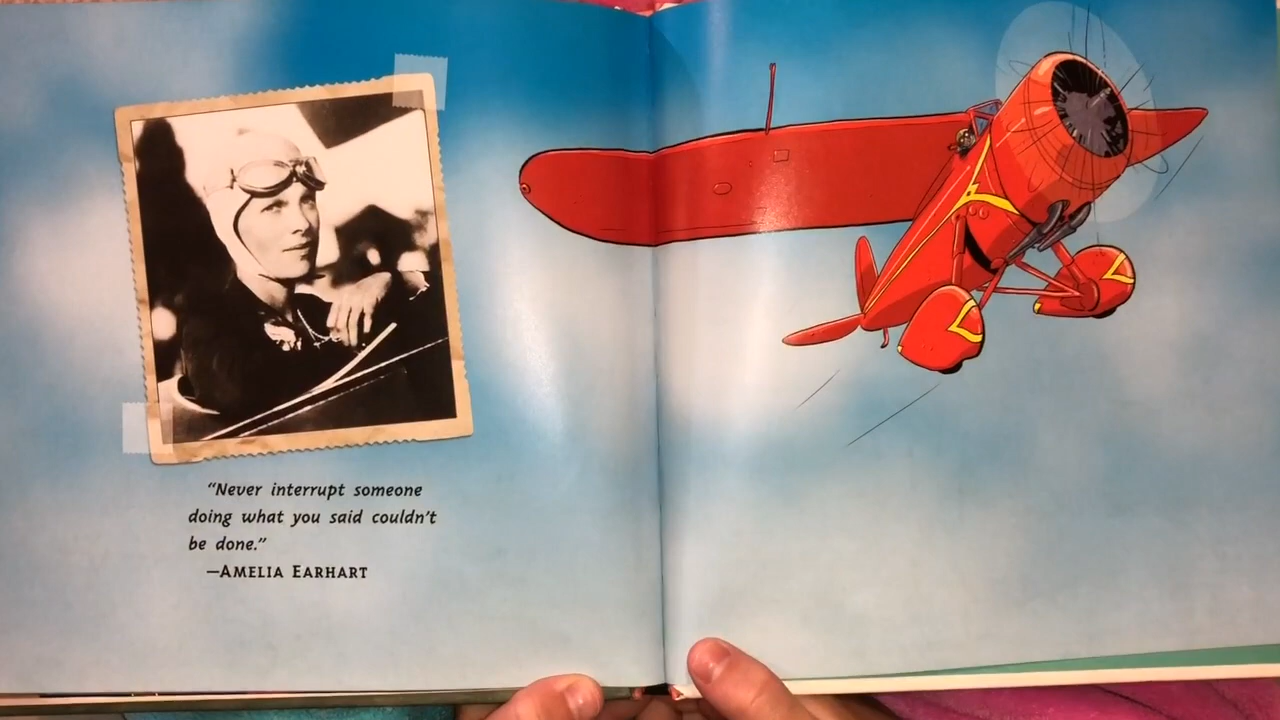 “Never interrupt someone
doing what you said couldn’t
be done.”
—AMELIA EARHART